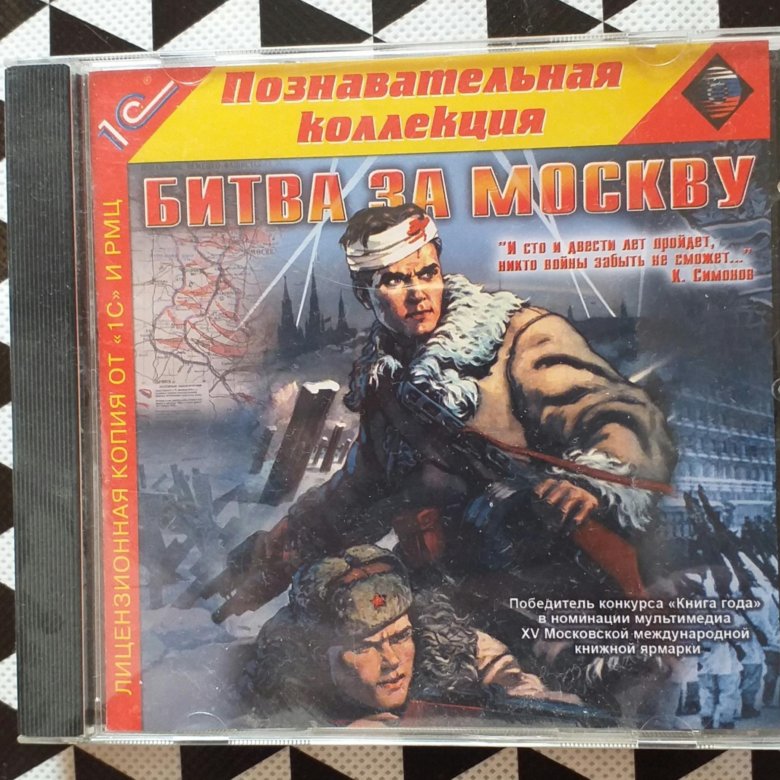 1С®
Познавательная
коллекция
БИТВА ЗА МОСКВУ
"И сто и двести лет пройдет,
никто войны забыть не сможет..."
К. Симонов
ЛИЦЕНЗИОННАЯ КОПИЯ ОТ «1С» И РМЦ
Победитель конкурса «Книга года»
в номинации мультимедиа
XV Московской международной
книжной ярмарки